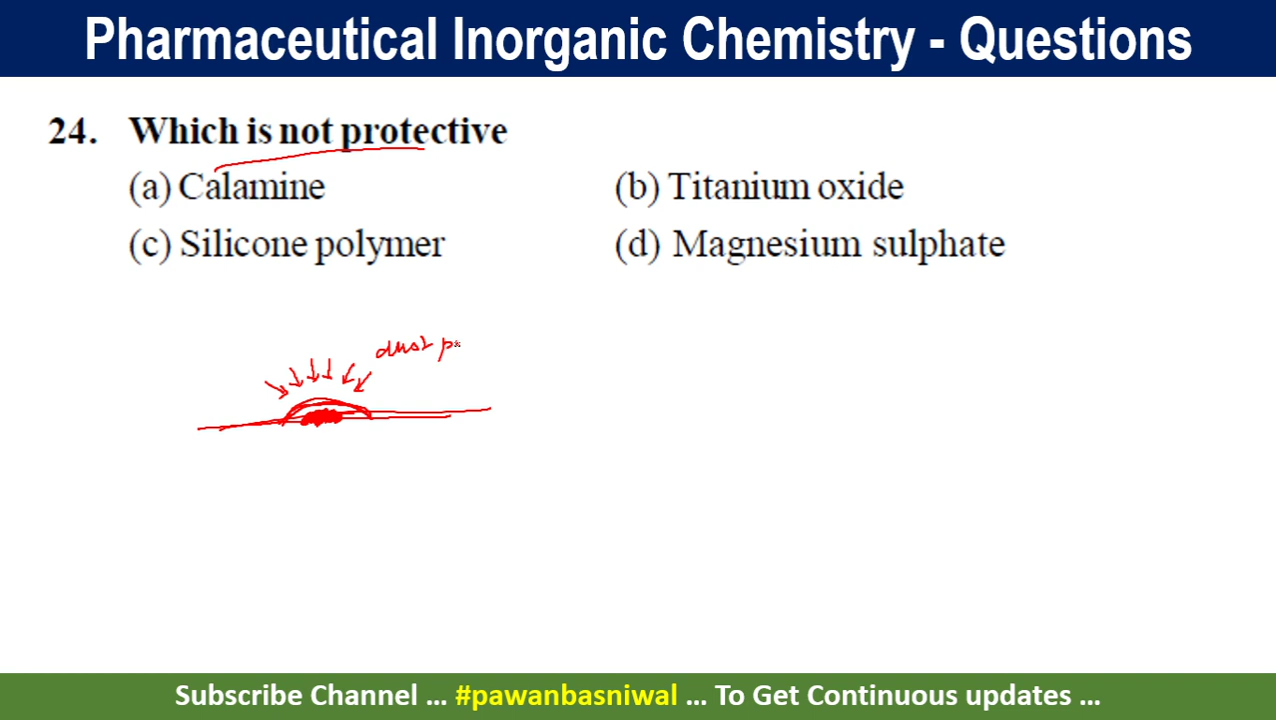 Pharmaceutical Inorganic Chemistry - Questions
24. Which is not protective
(a) Calamine (b) Titanium oxide
(c) Silicone polymer (d) Magnesium sulphate
dust p
Subscribe Channel ... #pawanbasniwal ... To Get Continuous updates ...